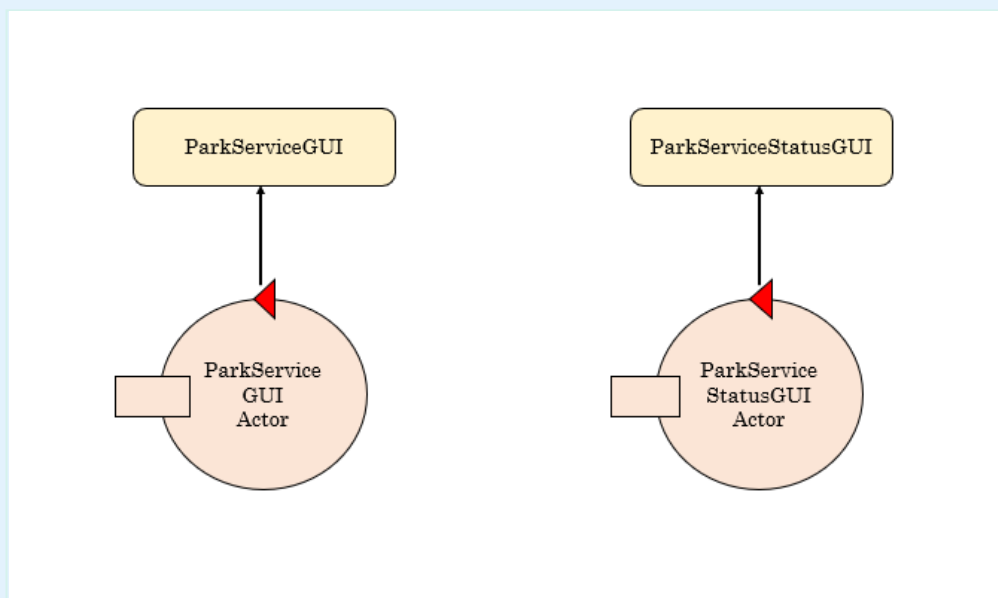 ParkServiceGUI
ParkServiceStatusGUI
ParkService
GUI
Actor
ParkService
StatusGUI
Actor